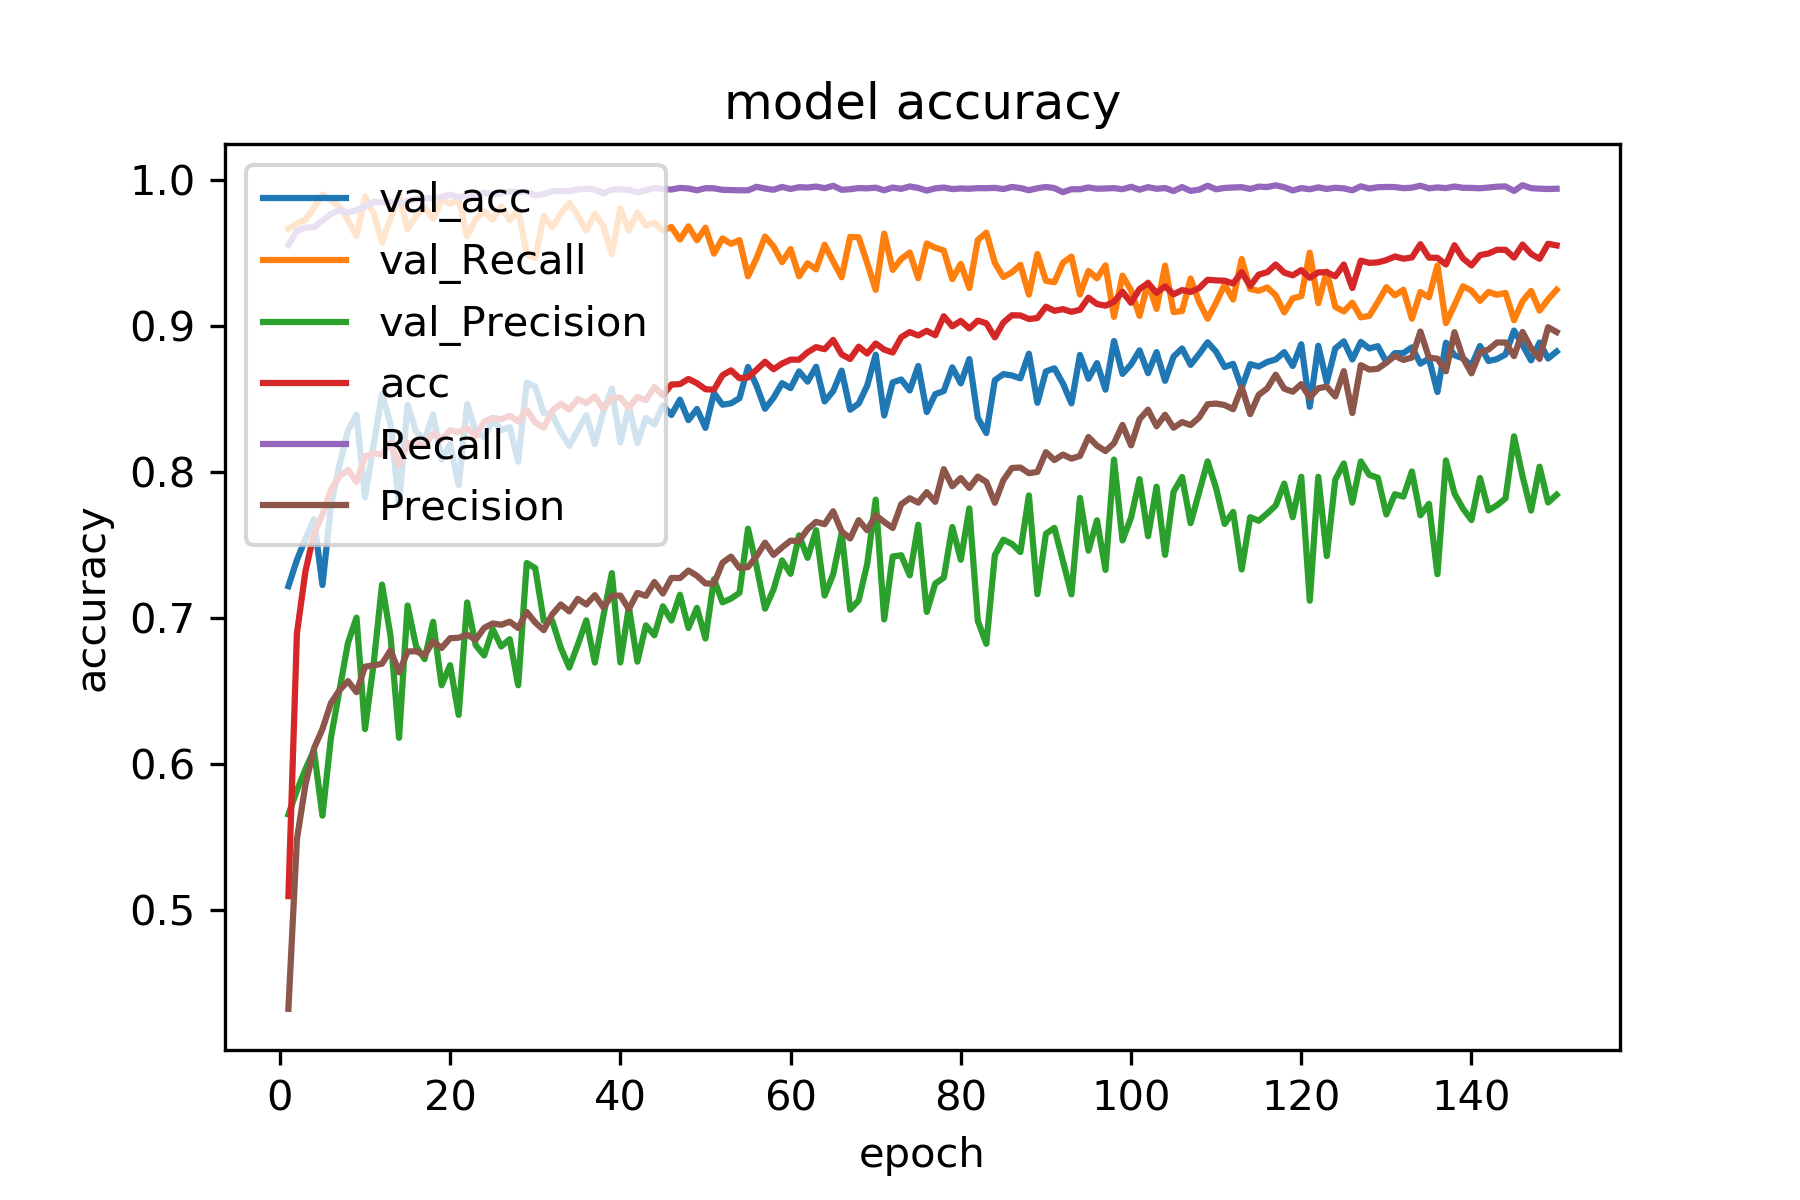 model accuracy
1.0
0.9
0.8
0.7
0.6
0.5
accuracy
val_acc
val_Recall
val_Precision
acc
Recall
Precision
0 20 40 60 80 100 120 140
epoch